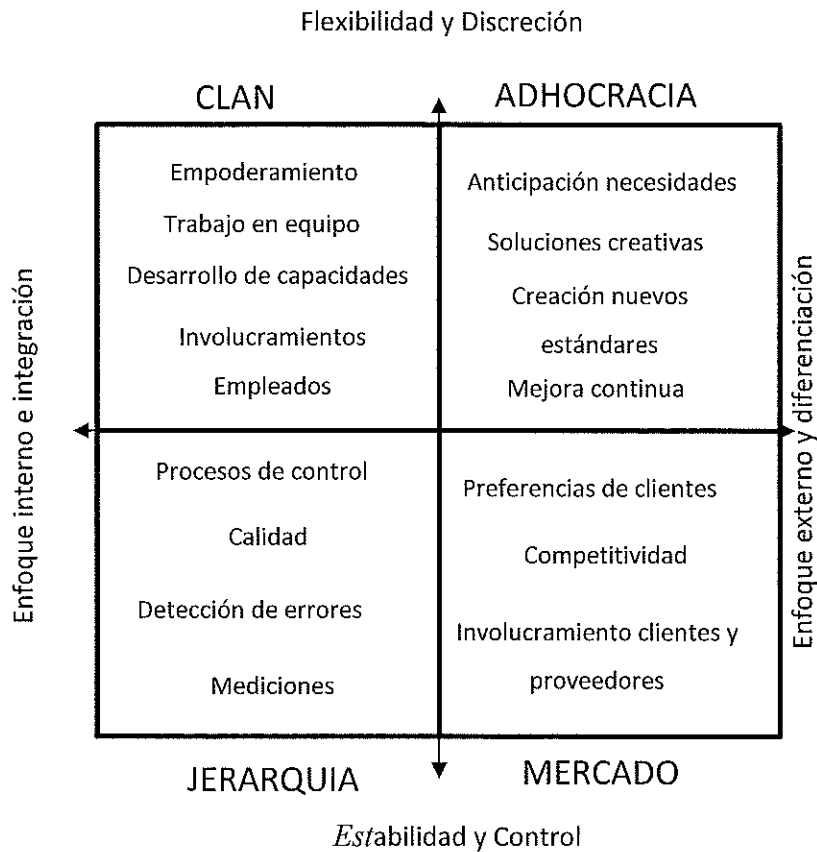 Flexibilidad y Discreción
CLAN
ADHOCRACIA
Empoderamiento
Trabajo en equipo
Desarrollo de capacidades
Involucramientos
Empleados
Anticipación necesidades
Soluciones creativas
Creación nuevos
estándares
Mejora continua
Enfoque interno e integración
Enfoque externo y diferenciación
Procesos de control
Calidad
Detección de errores
Mediciones
Preferencias de clientes
Competitividad
Involucramiento clientes y
proveedores
JERARQUIA
MERCADO
Estabilidad y Control